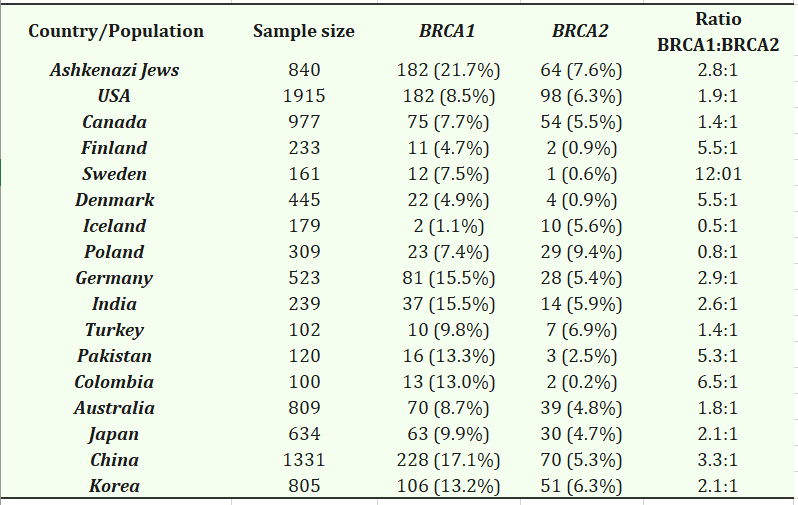 Country/Population Sample size BRCA1 BRCA2 Ratio BRCA1:BRCA2
Ashkenazi Jews 840 182 (21.7%) 64 (7.6%) 2.8:1
USA 1915 182 (8.5%) 98 (6.3%) 1.9:1
Canada 977 75 (7.7%) 54 (5.5%) 1.4:1
Finland 233 11 (4.7%) 2 (0.9%) 5.5:1
Sweden 161 12 (7.5%) 1 (0.6%) 12:01
Denmark 445 22 (4.9%) 4 (0.9%) 5.5:1
Iceland 179 2 (1.1%) 10 (5.6%) 0.5:1
Poland 309 23 (7.4%) 29 (9.4%) 0.8:1
Germany 523 81 (15.5%) 28 (5.4%) 2.9:1
India 239 37 (15.5%) 14 (5.9%) 2.6:1
Turkey 102 10 (9.8%) 7 (6.9%) 1.4:1
Pakistan 120 16 (13.3%) 3 (2.5%) 5.3:1
Colombia 100 13 (13.0%) 2 (0.2%) 6.5:1
Australia 809 70 (8.7%) 39 (4.8%) 1.8:1
Japan 634 63 (9.9%) 30 (4.7%) 2.1:1
China 1331 228 (17.1%) 70 (5.3%) 3.3:1
Korea 805 106 (13.2%) 51 (6.3%) 2.1:1